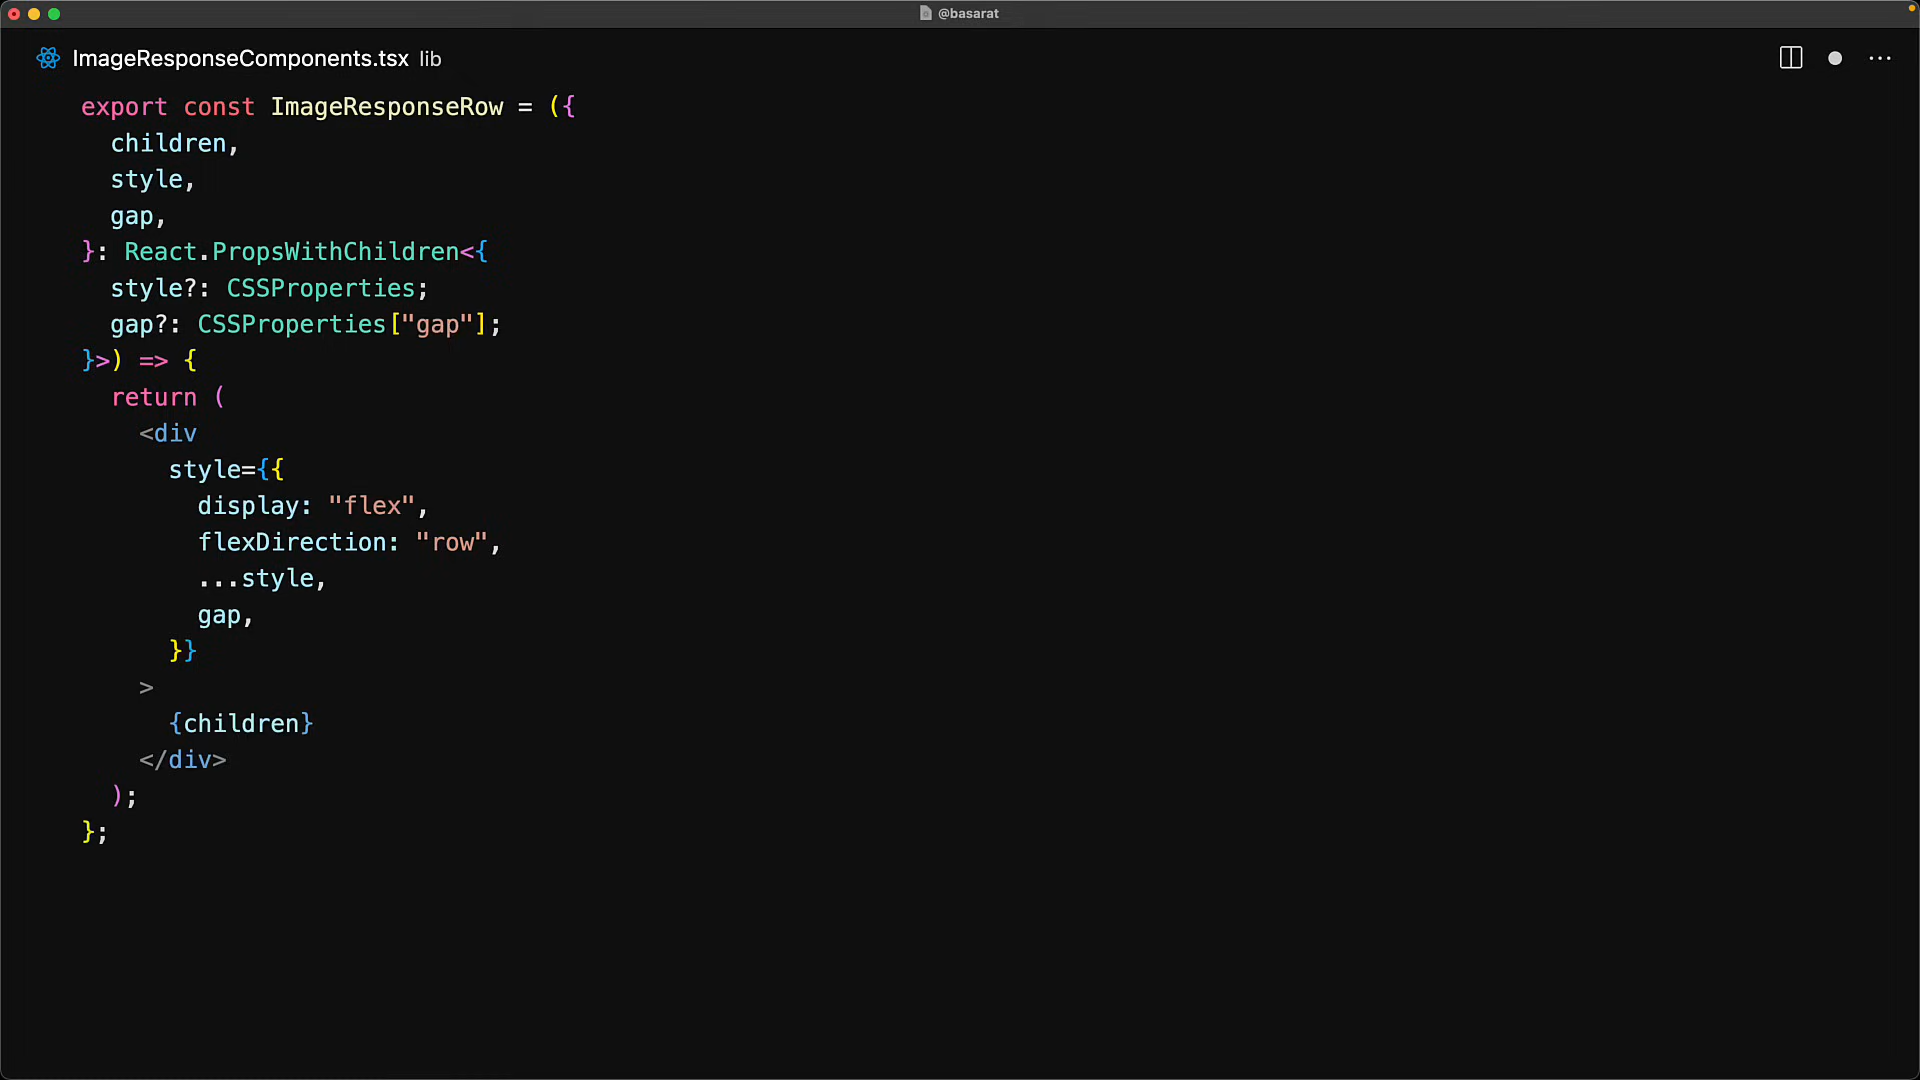 @basarat
ImageResponseComponents.tsx lib
export const ImageResponseRow = ({
  children,
  style,
  gap,
}: React.PropsWithChildren<{
  style?: CSSProperties;
  gap?: CSSProperties["gap"];
}>) => {
  return (
    <div
      style={{
        display: "flex",
        flexDirection: "row",
        ...style,
        gap,
      }}
    >
      {children}
    </div>
  );
};